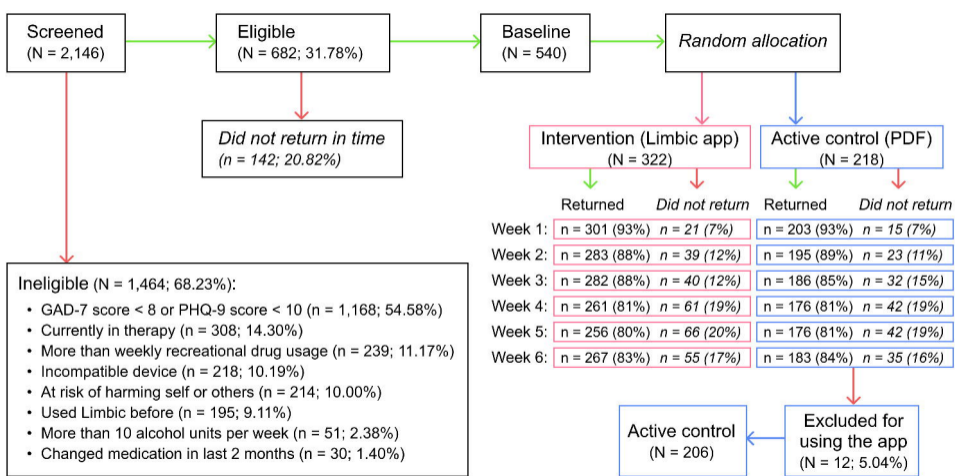 Screened
(N = 2,146)
Eligible
(N = 682; 31.78%)
Baseline
(N = 540)
Random allocation
Did not return in time
(n = 142; 20.82%)
Intervention (Limbic app)
(N = 322)
Active control (PDF)
(N = 218)
Returned Did not return Returned Did not return
Week 1: n = 301 (93%) n = 21 (7%) n = 203 (93%) n = 15 (7%)
Week 2: n = 283 (88%) n = 39 (12%) n = 195 (89%) n = 23 (11%)
Week 3: n = 282 (88%) n = 40 (12%) n = 186 (85%) n = 32 (15%)
Week 4: n = 261 (81%) n = 61 (19%) n = 176 (81%) n = 42 (19%)
Week 5: n = 256 (80%) n = 66 (20%) n = 176 (81%) n = 42 (19%)
Week 6: n = 267 (83%) n = 55 (17%) n = 183 (84%) n = 35 (16%)
Ineligible (N = 1,464; 68.23%):
• GAD-7 score < 8 or PHQ-9 score < 10 (n = 1,168; 54.58%)
• Currently in therapy (n = 308; 14.30%)
• More than weekly recreational drug usage (n = 239; 11.17%)
• Incompatible device (n = 218; 10.19%)
• At risk of harming self or others (n = 214; 10.00%)
• Used Limbic before (n = 195; 9.11%)
• More than 10 alcohol units per week (n = 51; 2.38%)
• Changed medication in last 2 months (n = 30; 1.40%)
Active control
(N = 206)
Excluded for
using the app
(N = 12; 5.04%)